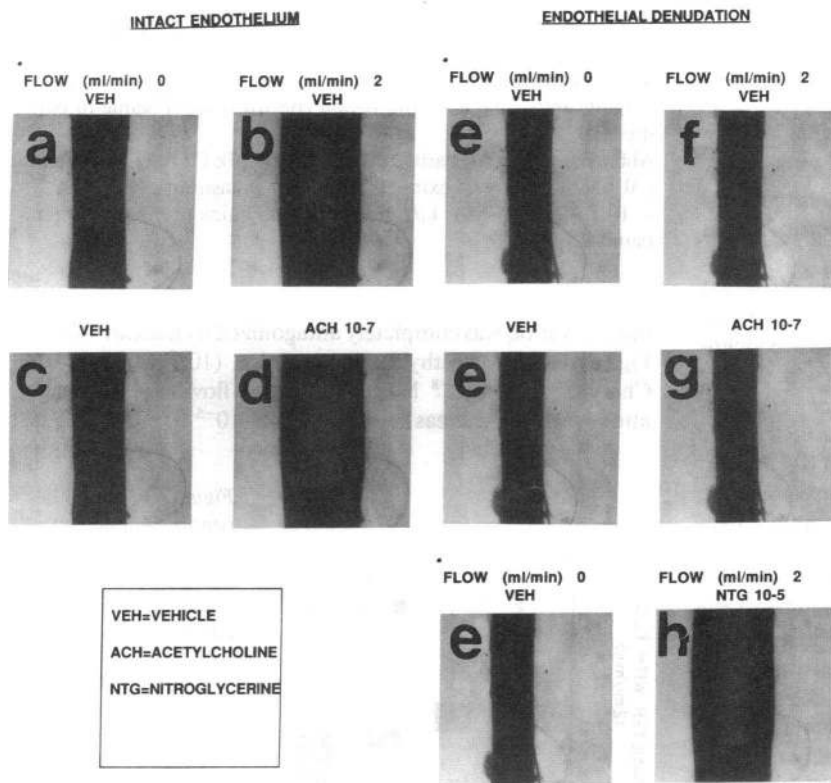 INTACT ENDOTHELIUM ENDOTHELIAL DENUDATION
FLOW (ml/min) 0 FLOW (ml/min) 2 FLOW (ml/min) 0 FLOW (ml/min) 2
VEH VEH VEH VEH
a b e f
VEH ACH 10-7 VEH ACH 10-7
c d e g
FLOW (ml/min) 0 FLOW (ml/min) 2
VEH NTG 10-5
e h
VEH=VEHICLE
ACH=ACETYLCHOLINE
NTG=NITROGLYCERINE